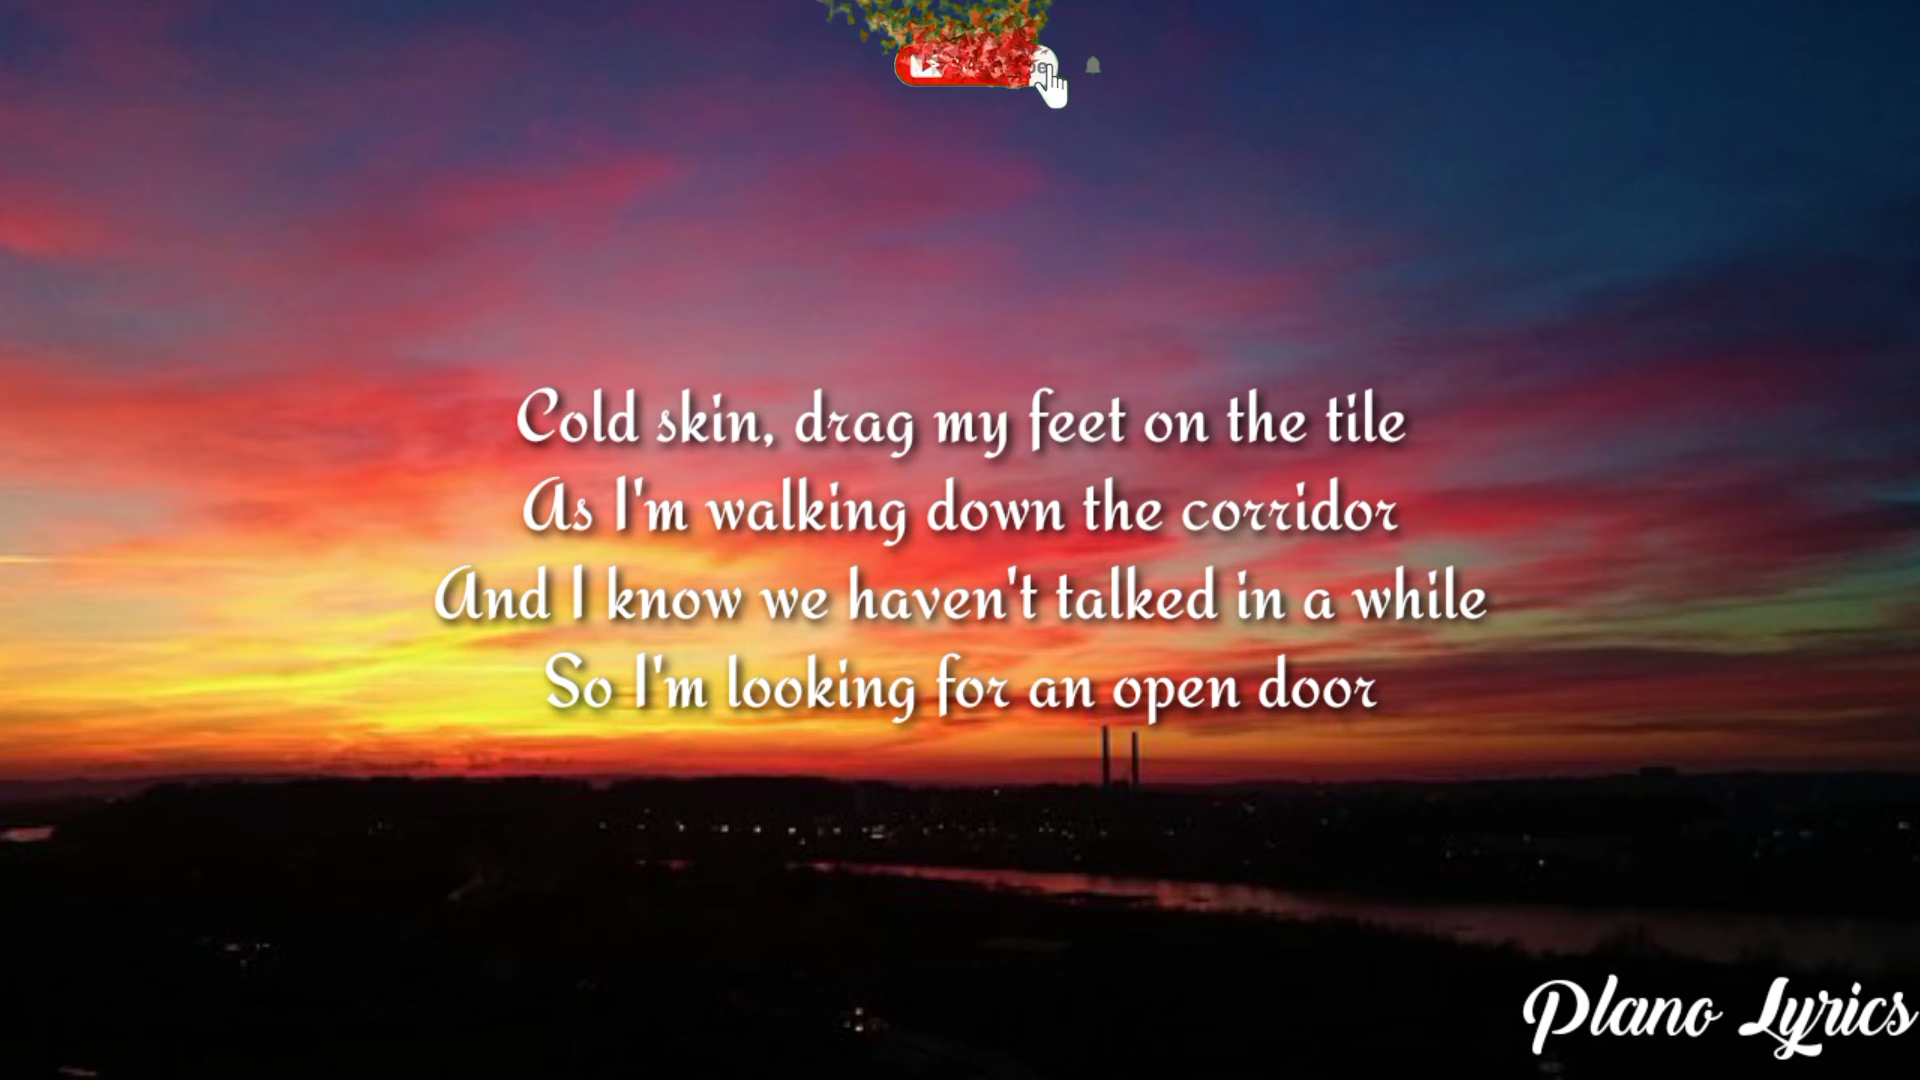 Cold skin, drag my feet on the tile
As I'm walking down the corridor
And I know we haven't talked in a while
So I'm looking for an open door
Plano Lyrics